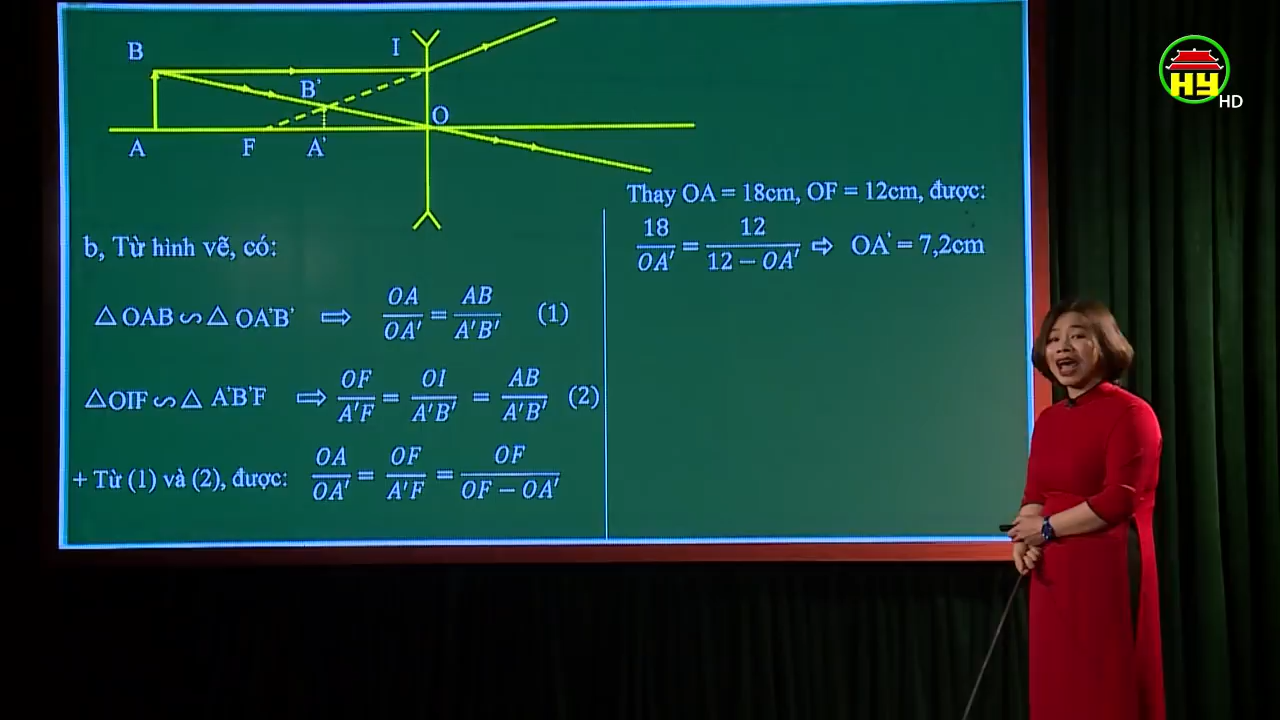 B
I
B'
O
A
F
A'
b, Từ hình vẽ, có:
△ OAB ∽ △ OA'B' ⇨ OA/OA' = AB/A'B' (1)
△OIF ∽ △ A'B'F ⇨ OF/A'F = OI/A'B' = AB/A'B' (2)
+ Từ (1) và (2), được: OA/OA' = OF/A'F = OF/(OF − OA')
Thay OA = 18cm, OF = 12cm, được:
18/OA' = 12/(12 − OA') ⇨ OA' = 7,2cm
HY
HD